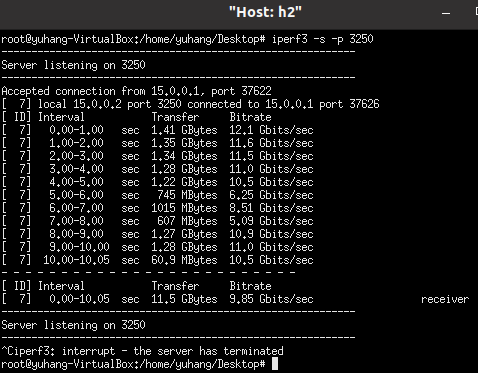 "Host: h2"
root@yuhang-VirtualBox:/home/yuhang/Desktop# iperf3 -s -p 3250
-----------------------------------------------------------
Server listening on 3250
-----------------------------------------------------------
Accepted connection from 15.0.0.1, port 37622
[  7] local 15.0.0.2 port 3250 connected to 15.0.0.1 port 37626
[ ID] Interval           Transfer     Bitrate
[  7]   0.00-1.00   sec  1.41 GBytes  12.1 Gbits/sec
[  7]   1.00-2.00   sec  1.35 GBytes  11.6 Gbits/sec
[  7]   2.00-3.00   sec  1.34 GBytes  11.5 Gbits/sec
[  7]   3.00-4.00   sec  1.28 GBytes  11.0 Gbits/sec
[  7]   4.00-5.00   sec  1.22 GBytes  10.5 Gbits/sec
[  7]   5.00-6.00   sec   745 MBytes  6.25 Gbits/sec
[  7]   6.00-7.00   sec  1015 MBytes  8.51 Gbits/sec
[  7]   7.00-8.00   sec   607 MBytes  5.09 Gbits/sec
[  7]   8.00-9.00   sec  1.27 GBytes  10.9 Gbits/sec
[  7]   9.00-10.00  sec  1.28 GBytes  11.0 Gbits/sec
[  7]  10.00-10.05  sec  60.9 MBytes  10.5 Gbits/sec
- - - - - - - - - - - - - - - - - - - - - - - - -
[ ID] Interval           Transfer     Bitrate
[  7]   0.00-10.05  sec  11.5 GBytes  9.85 Gbits/sec                  receiver
-----------------------------------------------------------
Server listening on 3250
-----------------------------------------------------------
^Ciperf3: interrupt - the server has terminated
root@yuhang-VirtualBox:/home/yuhang/Desktop#